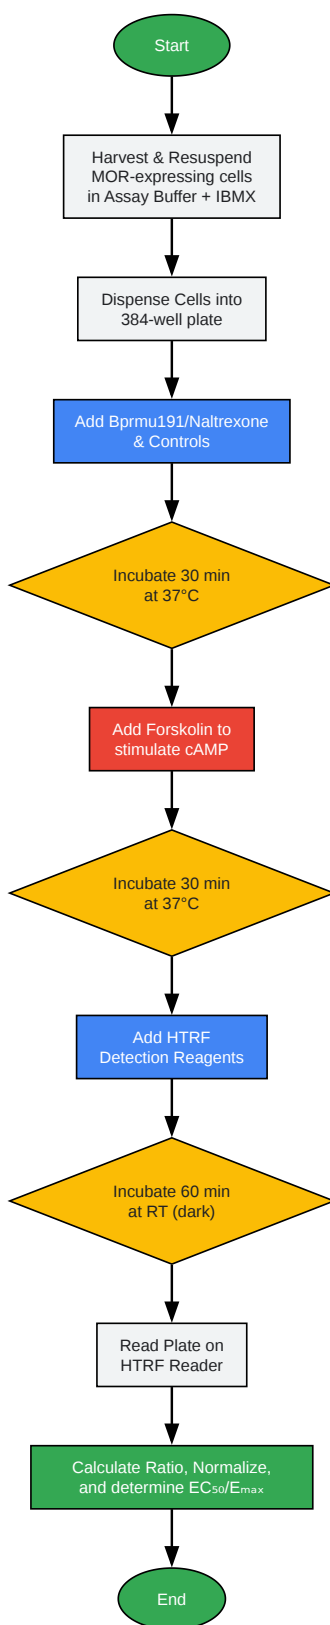 Start
Harvest & Resuspend
MOR-expressing cells
in Assay Buffer + IBMX
Dispense Cells into
384-well plate
Add Bprmu191/Naltrexone
& Controls
Incubate 30 min
at 37°C
Add Forskolin to
stimulate cAMP
Incubate 30 min
at 37°C
Add HTRF
Detection Reagents
Incubate 60 min
at RT (dark)
Read Plate on
HTRF Reader
Calculate Ratio, Normalize,
and determine EC₅₀/Eₘₐₓ
End